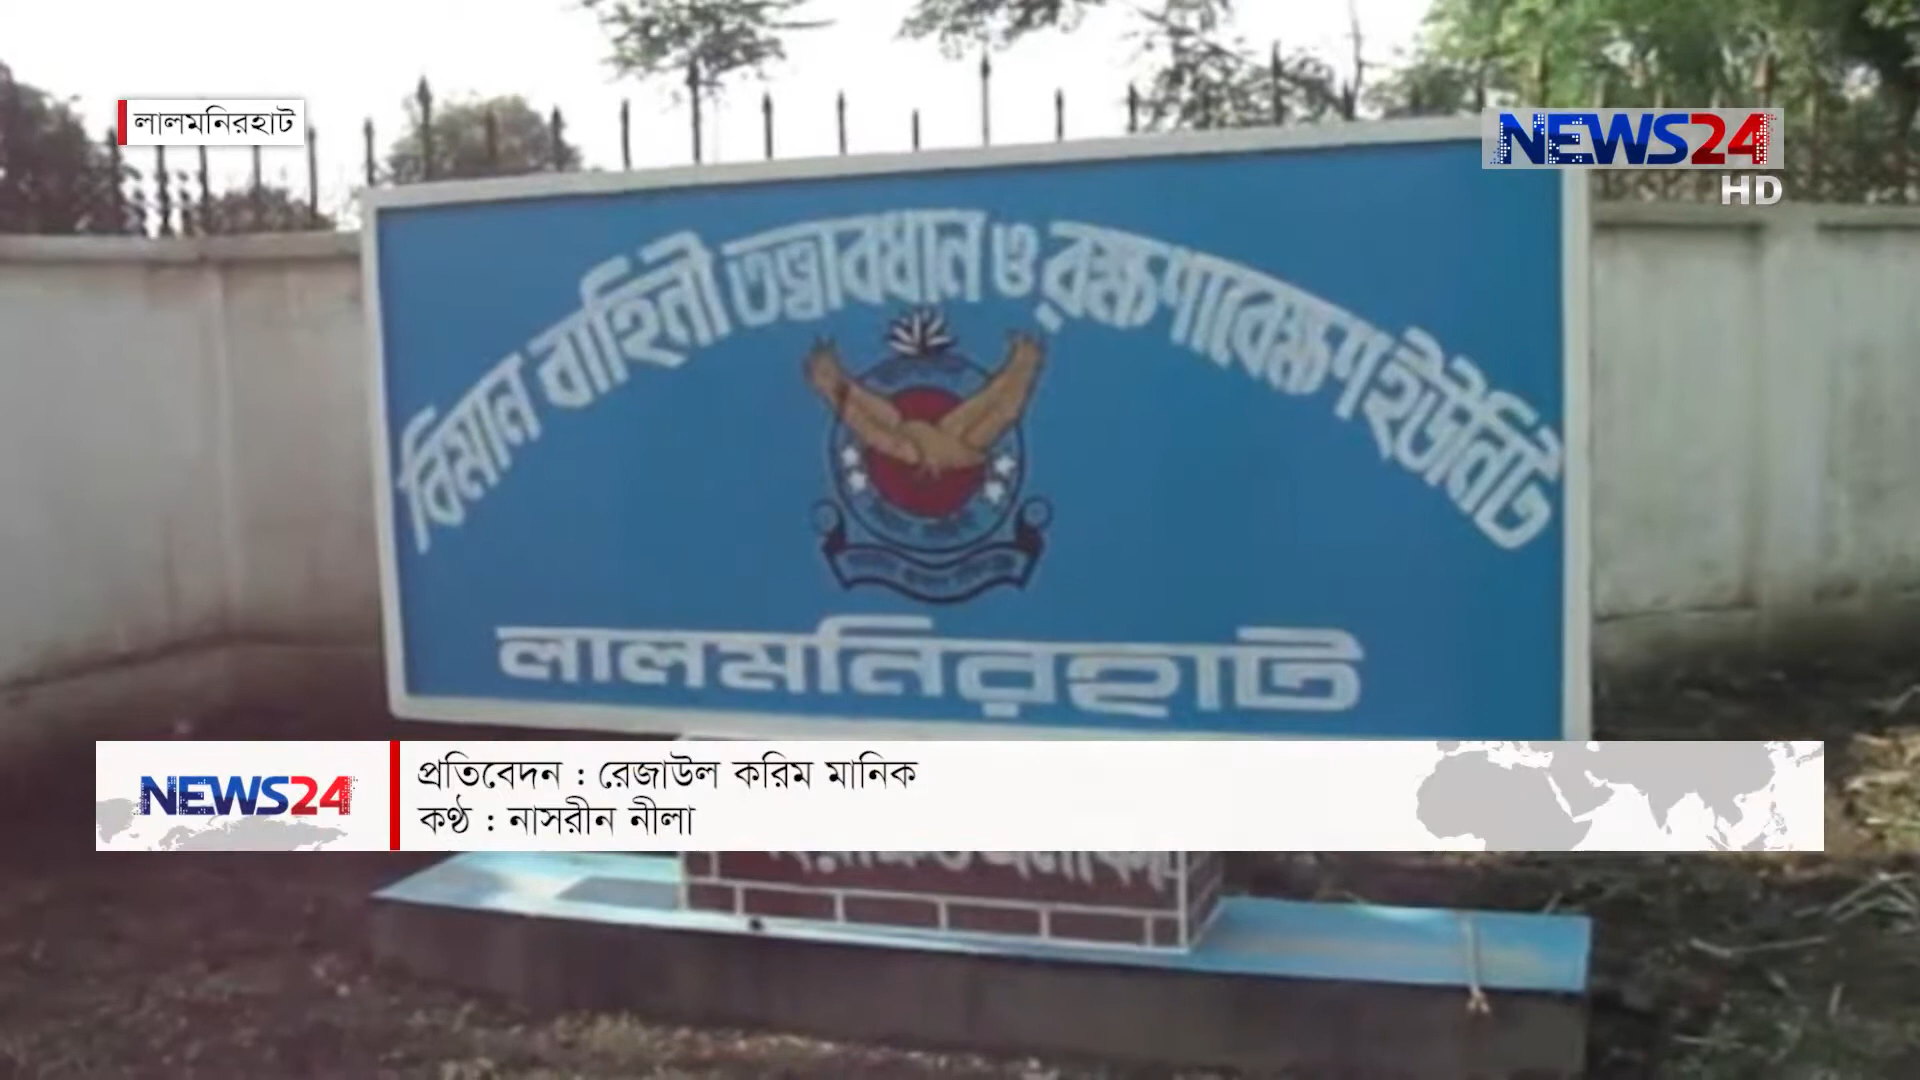 লালমনিরহাট
NEWS24
HD
বিমান বাহিনী তত্ত্বাবধান ও রক্ষণাবেক্ষণ ইউনিট
লালমনিরহাট
NEWS24
প্রতিবেদন : রেজাউল করিম মানিক
কণ্ঠ : নাসরীন নীলা